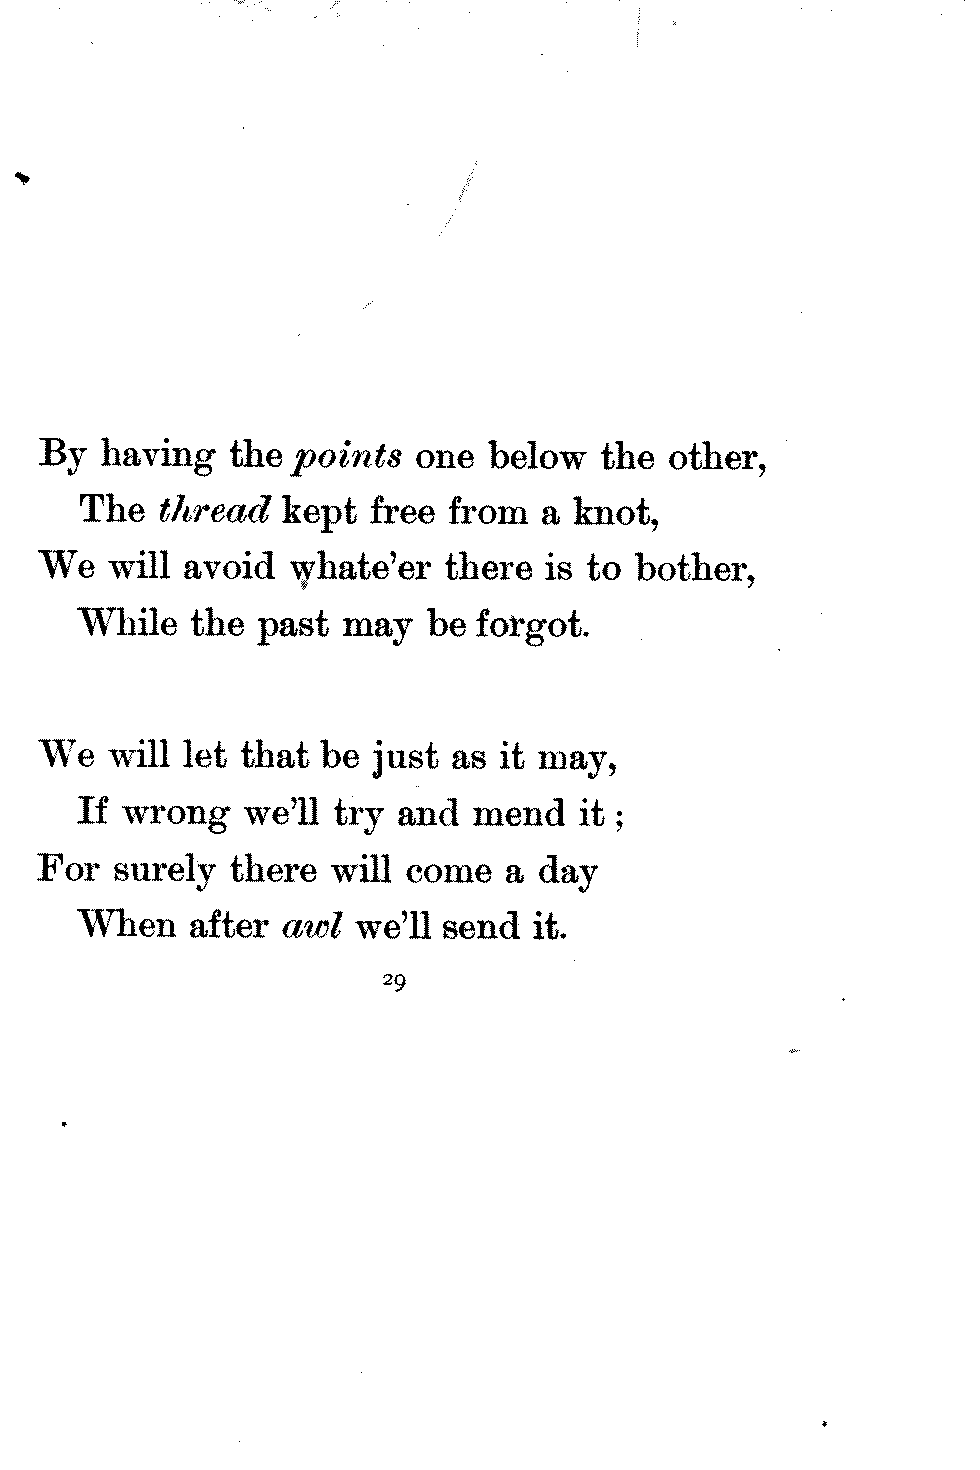 By having the points one below the other,
The thread kept free from a knot,
We will avoid whate'er there is to bother,
While the past may be forgot.
We will let that be just as it may,
If wrong we'll try and mend it ;
For surely there will come a day
When after awl we'll send it.
29